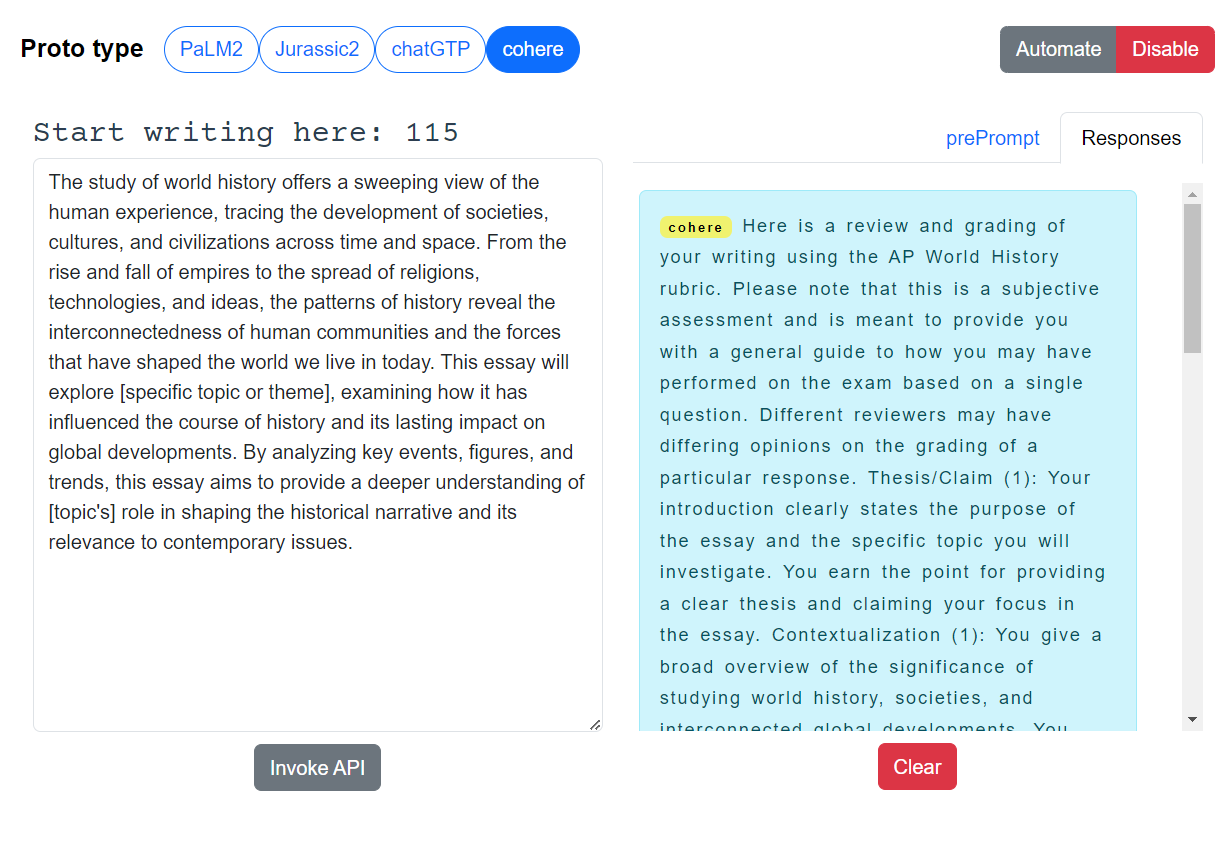 Proto type PaLM2 Jurassic2 chatGTP cohere Automate Disable
Start writing here: 115
The study of world history offers a sweeping view of the
human experience, tracing the development of societies,
cultures, and civilizations across time and space. From the
rise and fall of empires to the spread of religions,
technologies, and ideas, the patterns of history reveal the
interconnectedness of human communities and the forces
that have shaped the world we live in today. This essay will
explore [specific topic or theme], examining how it has
influenced the course of history and its lasting impact on
global developments. By analyzing key events, figures, and
trends, this essay aims to provide a deeper understanding of
[topic's] role in shaping the historical narrative and its
relevance to contemporary issues.
Invoke API
prePrompt Responses
cohere Here is a review and grading of
your writing using the AP World History
rubric. Please note that this is a subjective
assessment and is meant to provide you
with a general guide to how you may have
performed on the exam based on a single
question. Different reviewers may have
differing opinions on the grading of a
particular response. Thesis/Claim (1): Your
introduction clearly states the purpose of
the essay and the specific topic you will
investigate. You earn the point for providing
a clear thesis and claiming your focus in
the essay. Contextualization (1): You give a
broad overview of the significance of
studying world history, societies, and
interconnected global developments. You
Clear